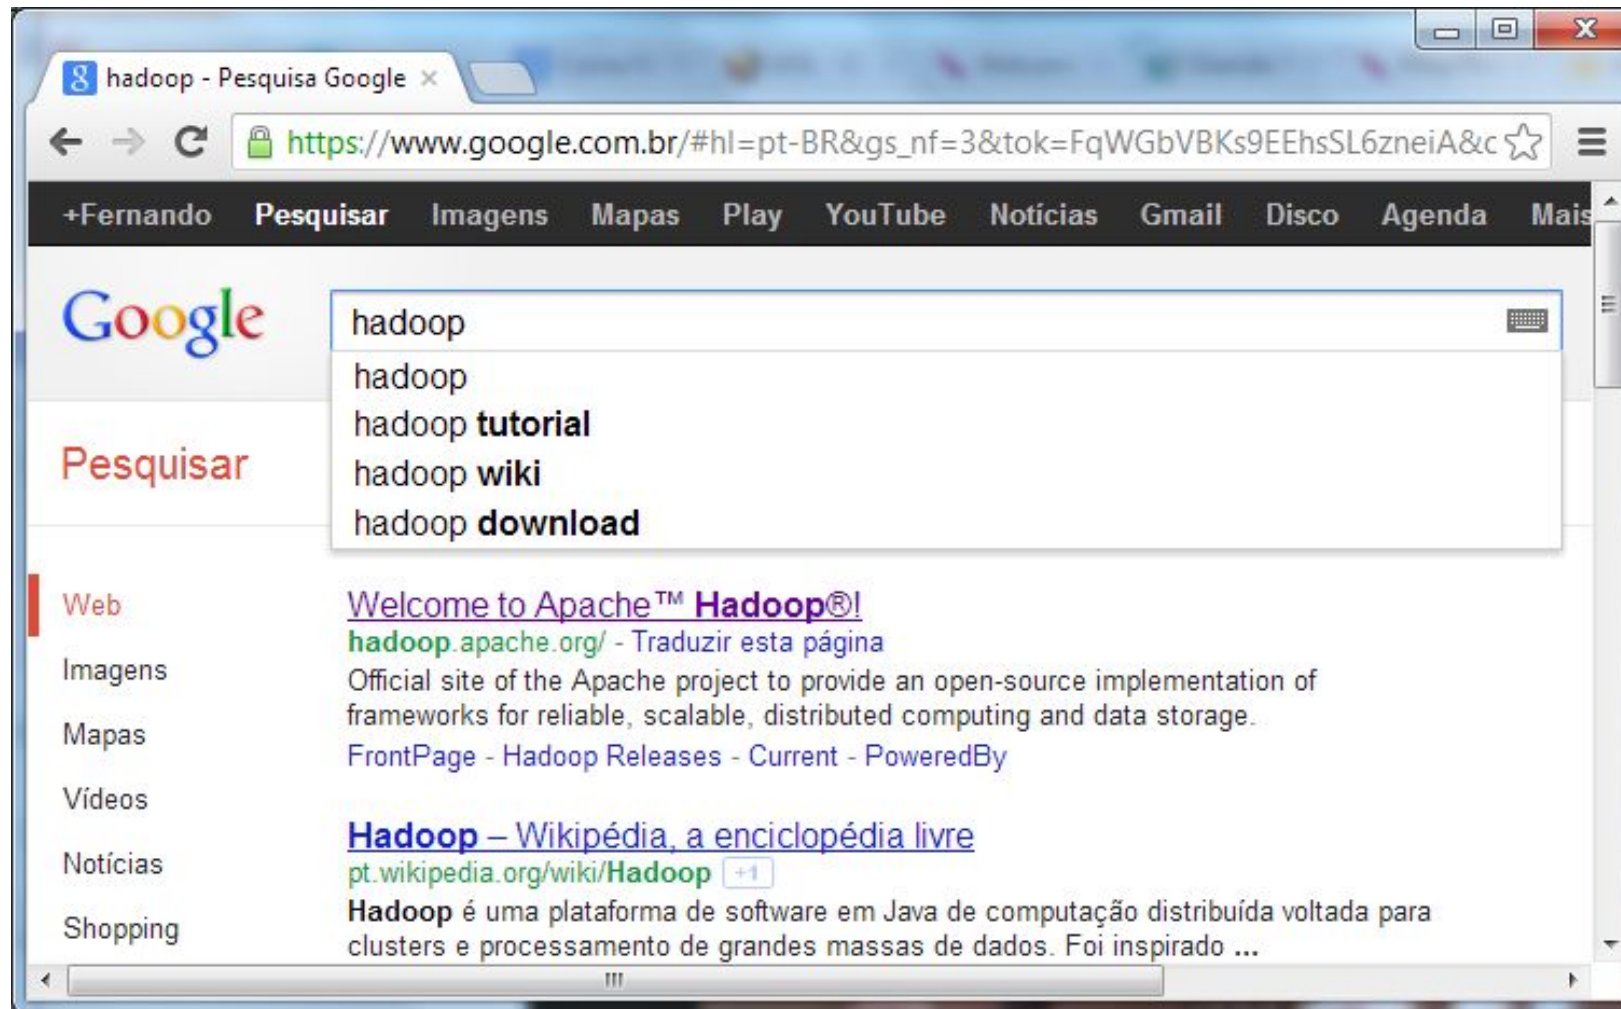 hadoop - Pesquisa Google
https://www.google.com.br/#hl=pt-BR&gs_nf=3&tok=FqWGbVBKs9EEhsSL6zneiA&c
+Fernando Pesquisar Imagens Mapas Play YouTube Notícias Gmail Disco Agenda Mais
Google
hadoop
hadoop
hadoop tutorial
hadoop wiki
hadoop download
Pesquisar
Web
Imagens
Mapas
Vídeos
Notícias
Shopping
Welcome to Apache™ Hadoop®!
hadoop.apache.org/ - Traduzir esta página
Official site of the Apache project to provide an open-source implementation of
frameworks for reliable, scalable, distributed computing and data storage.
FrontPage - Hadoop Releases - Current - PoweredBy
Hadoop – Wikipédia, a enciclopédia livre
pt.wikipedia.org/wiki/Hadoop +1
Hadoop é uma plataforma de software em Java de computação distribuída voltada para
clusters e processamento de grandes massas de dados. Foi inspirado ...